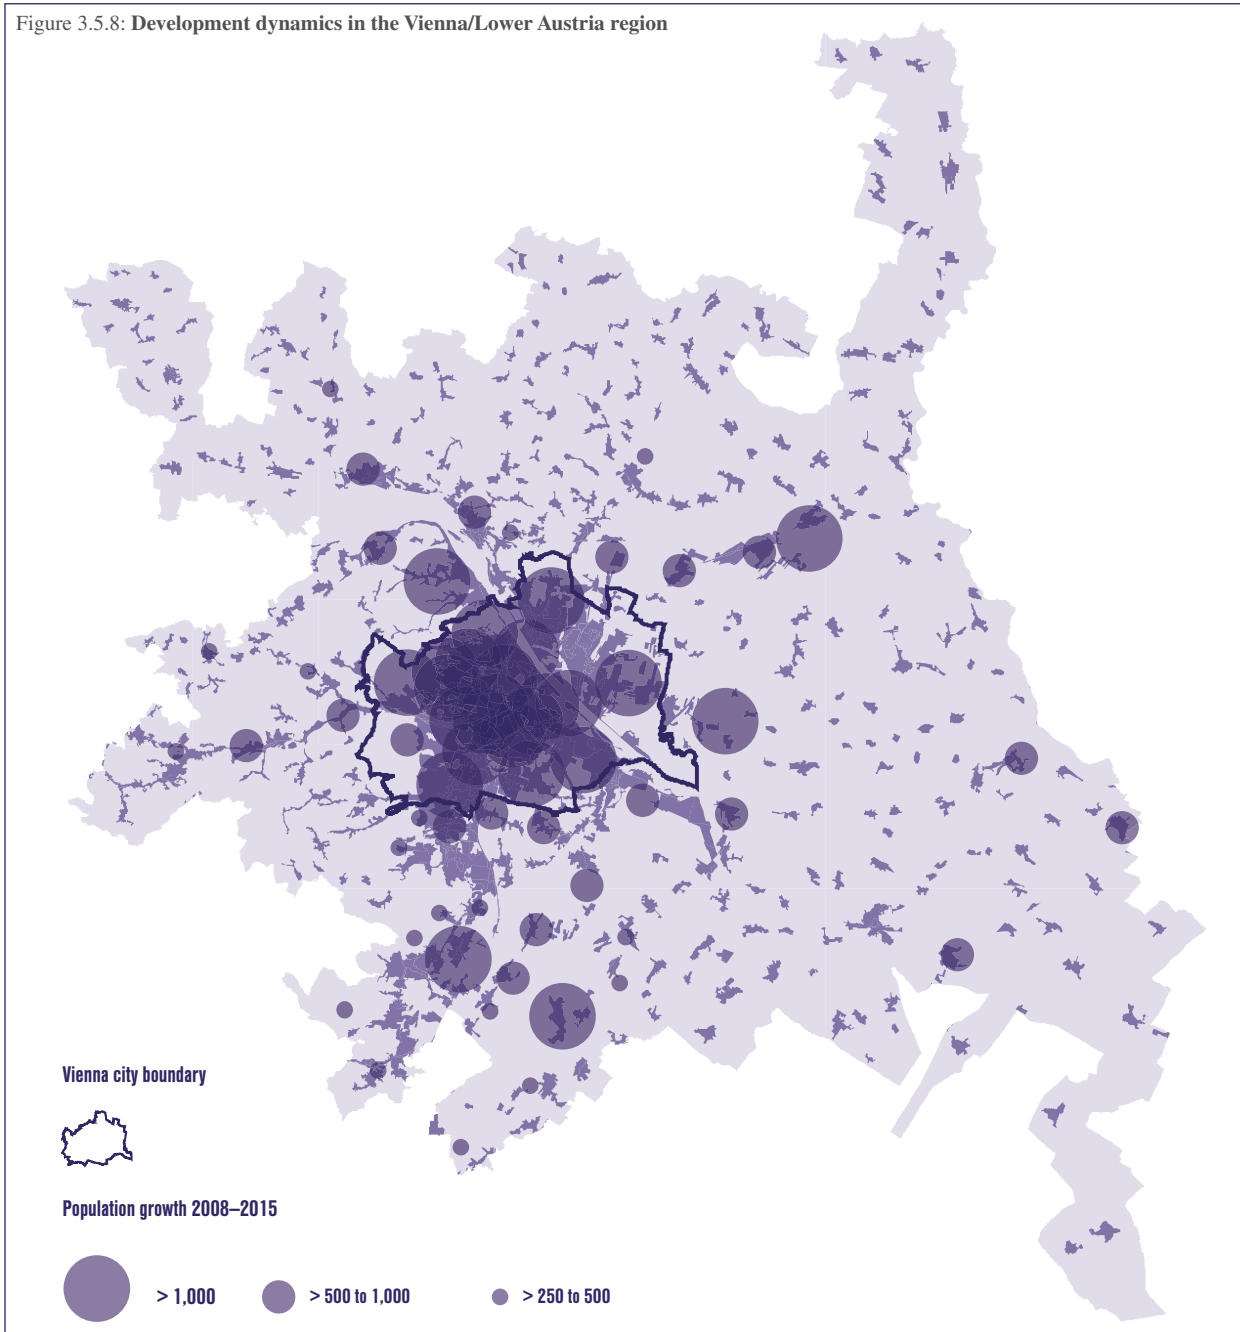 Figure 3.5.8: Development dynamics in the Vienna/Lower Austria region
Vienna city boundary
Population growth 2008–2015
> 1,000
> 500 to 1,000
> 250 to 500